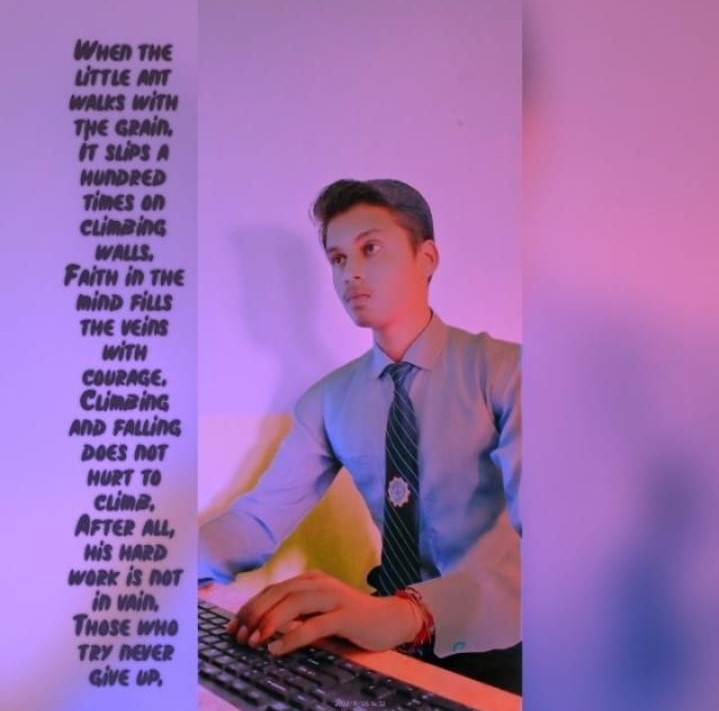 When the
little ant
walks with
the grain,
It slips a
hundred
times on
climbing
walls.
Faith in the
mind fills
the veins
with
courage,
Climbing
and falling
does not
hurt to
climb.
After all,
his hard
work is not
in vain,
Those who
try never
give up,